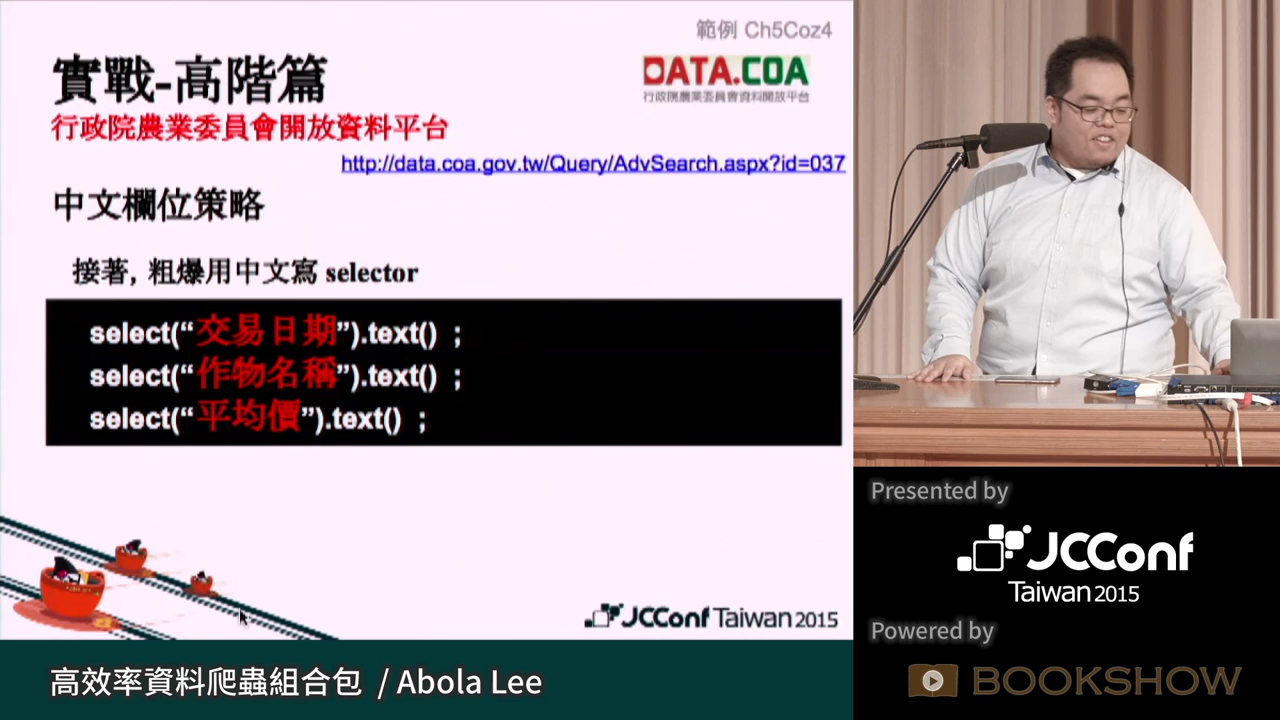 範例 Ch5Coz4
實戰-高階篇
DATA.COA
行政院農業委員會資料開放平台
行政院農業委員會開放資料平台
http://data.coa.gov.tw/Query/AdvSearch.aspx?id=037
中文欄位策略
接著, 粗爆用中文寫 selector
select(“交易日期”).text() ;
select(“作物名稱”).text() ;
select(“平均價”).text() ;
JCConf Taiwan 2015
高效率資料爬蟲組合包 / Abola Lee
Presented by
JCConf
Taiwan 2015
Powered by
BOOKSHOW